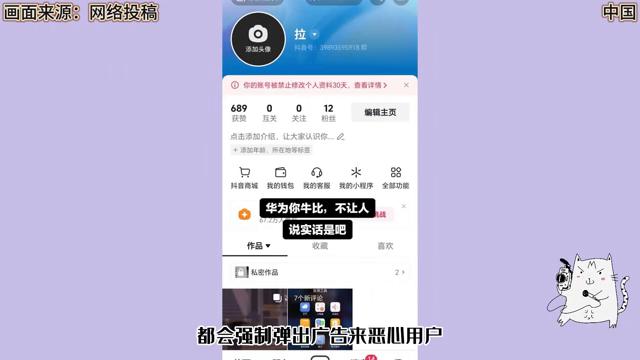 画面来源：网络投稿
中国
添加头像
拉
抖音号：
你的账号被禁止修改个人资料30天，查看详情
689
获赞
0
互关
0
关注
12
粉丝
编辑主页
点击添加介绍，让大家认识你...
+ 添加年龄、所在地等标签
抖音商城
我的钱包
我的客服
我的小程序
全部功能
华为你牛比，不让人
说实话是吧
挑战
作品
收藏
喜欢
私密作品
2
7个新评论
都会强制弹出广告来恶心用户